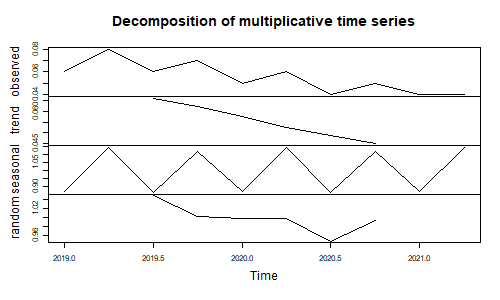 Decomposition of multiplicative time series
observed
0.04 0.06 0.08
trend
0.045 0.060
seasonal
0.90 1.05
random
0.96 1.02
2019.0 2019.5 2020.0 2020.5 2021.0
Time